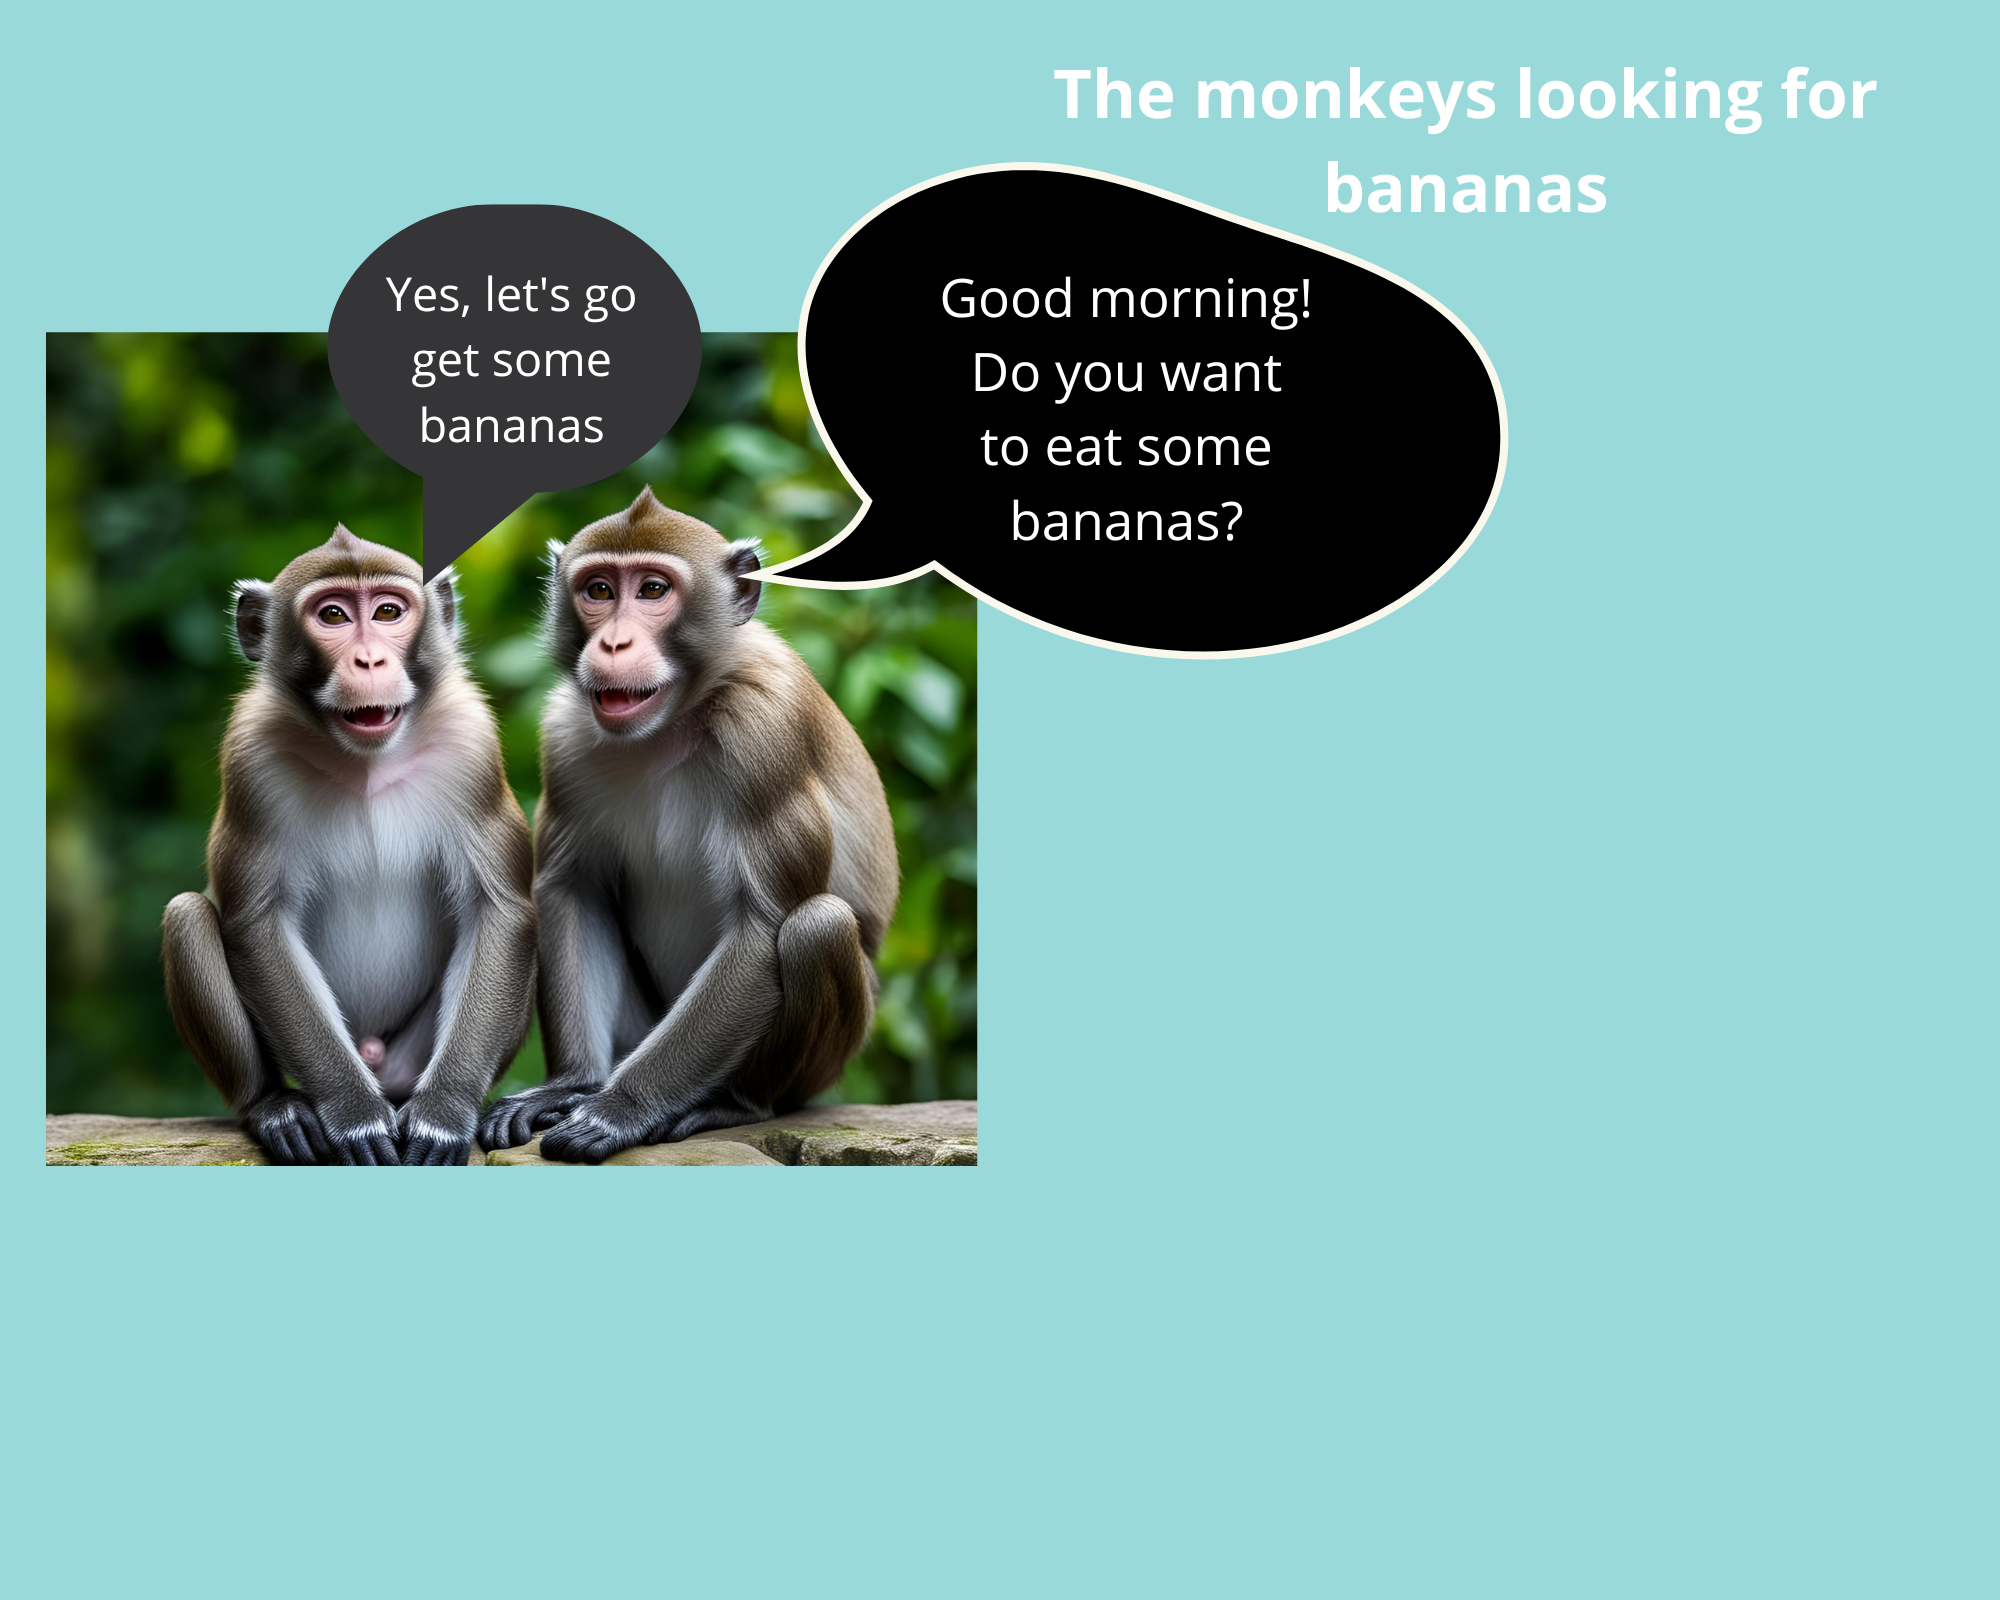 The monkeys looking for
bananas
Yes, let's go
get some
bananas
Good morning!
Do you want
to eat some
bananas?